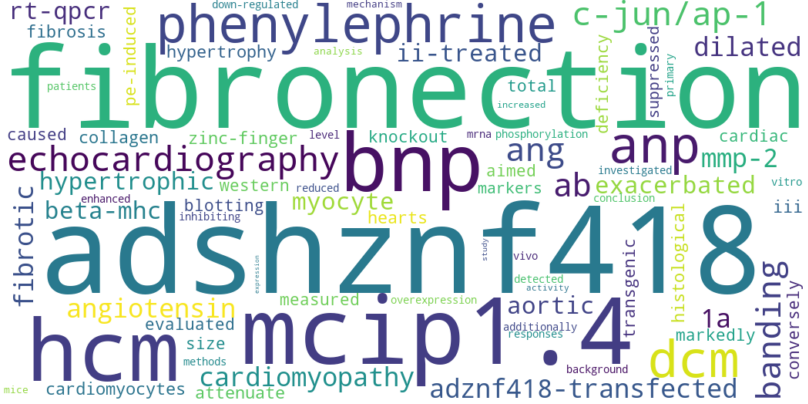 rt-qpcr
down-regulated
mechanism
c-jun/ap-1
fibrosis
pe-induced
phenylephrine
hypertrophy
analysis
ii-treated
deficiency
suppressed
dilated
fibronection
patients
total
primary
increased
caused
collagen
zinc-finger
level
knockout
mrna
phosphorylation
cardiac
echocardiography
bnp
ang
anp
mmp-2
hypertrophic
western
aimed
markers
ab
investigated
exacerbated
vitro
enhanced
reduced
conclusion
fibrotic
beta-mhc
blotting
myocyte
iii
inhibiting
hearts
adshznf418
expression
study
vivo
detected
activity
transgenic
histological
angiotensin
measured
overexpression
aortic
banding
conversely
hcm
evaluated
mcip1.4
additionally
1a
size
responses
markedly
methods
background
dcm
mice
cardiomyocytes
cardiomyopathy
attenuate
adznf418-transfected